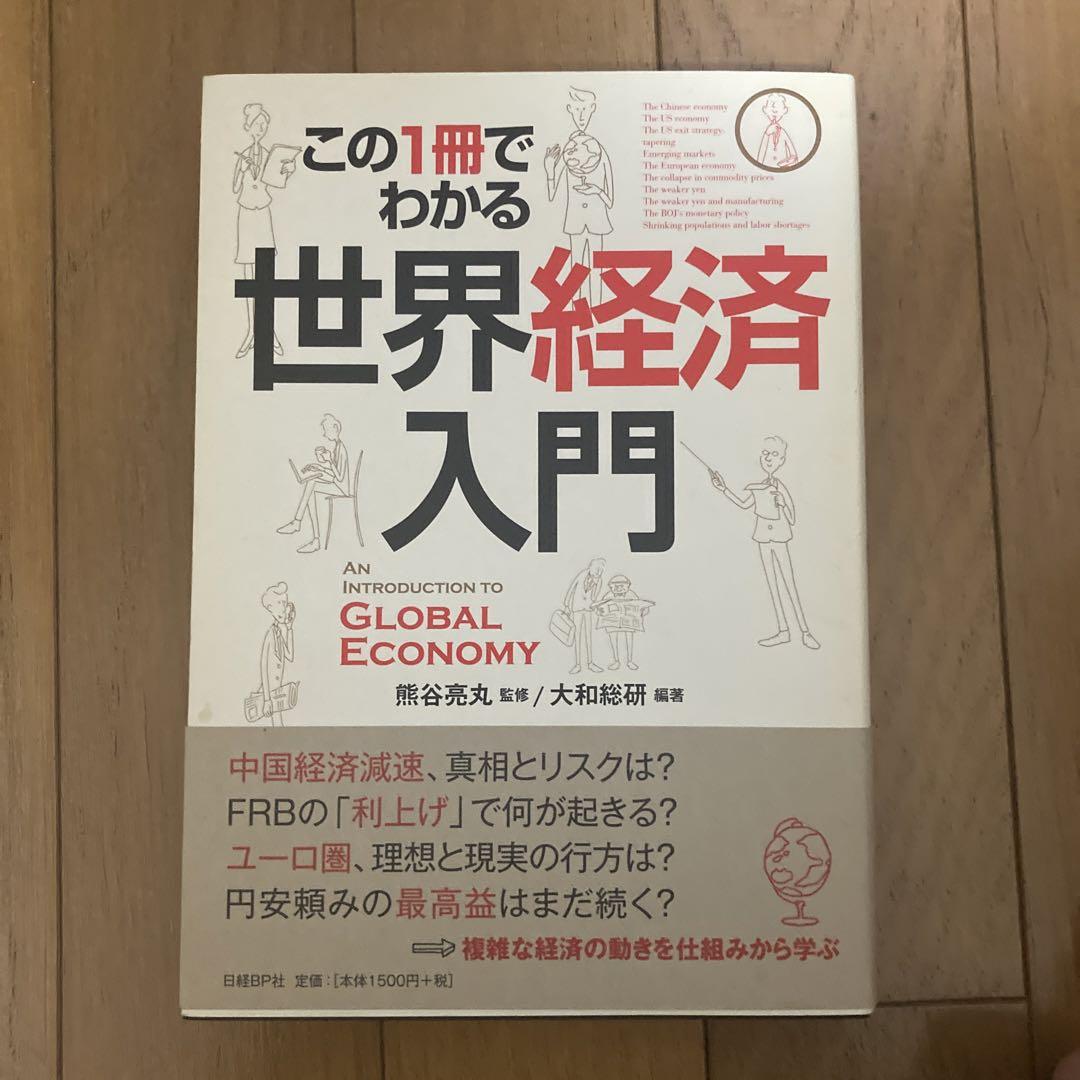 この1冊で
わかる
世界経済
入門
The Chinese economy
The US economy
The US exit strategy:
tapering
Emerging markets
The European economy
The collapse in commodity prices
The weaker yen
The weaker yen and manufacturing
The BOJ's monetary policy
Shrinking populations and labor shortages
AN
INTRODUCTION TO
GLOBAL
ECONOMY
熊谷亮丸 監修/大和総研 編著
中国経済減速、真相とリスクは?
FRBの「利上げ」で何が起きる?
ユーロ圏、理想と現実の行方は?
円安頼みの最高益はまだ続く?
⇨複雑な経済の動きを仕組みから学ぶ
日経BP社 定価:[本体1500円+税]